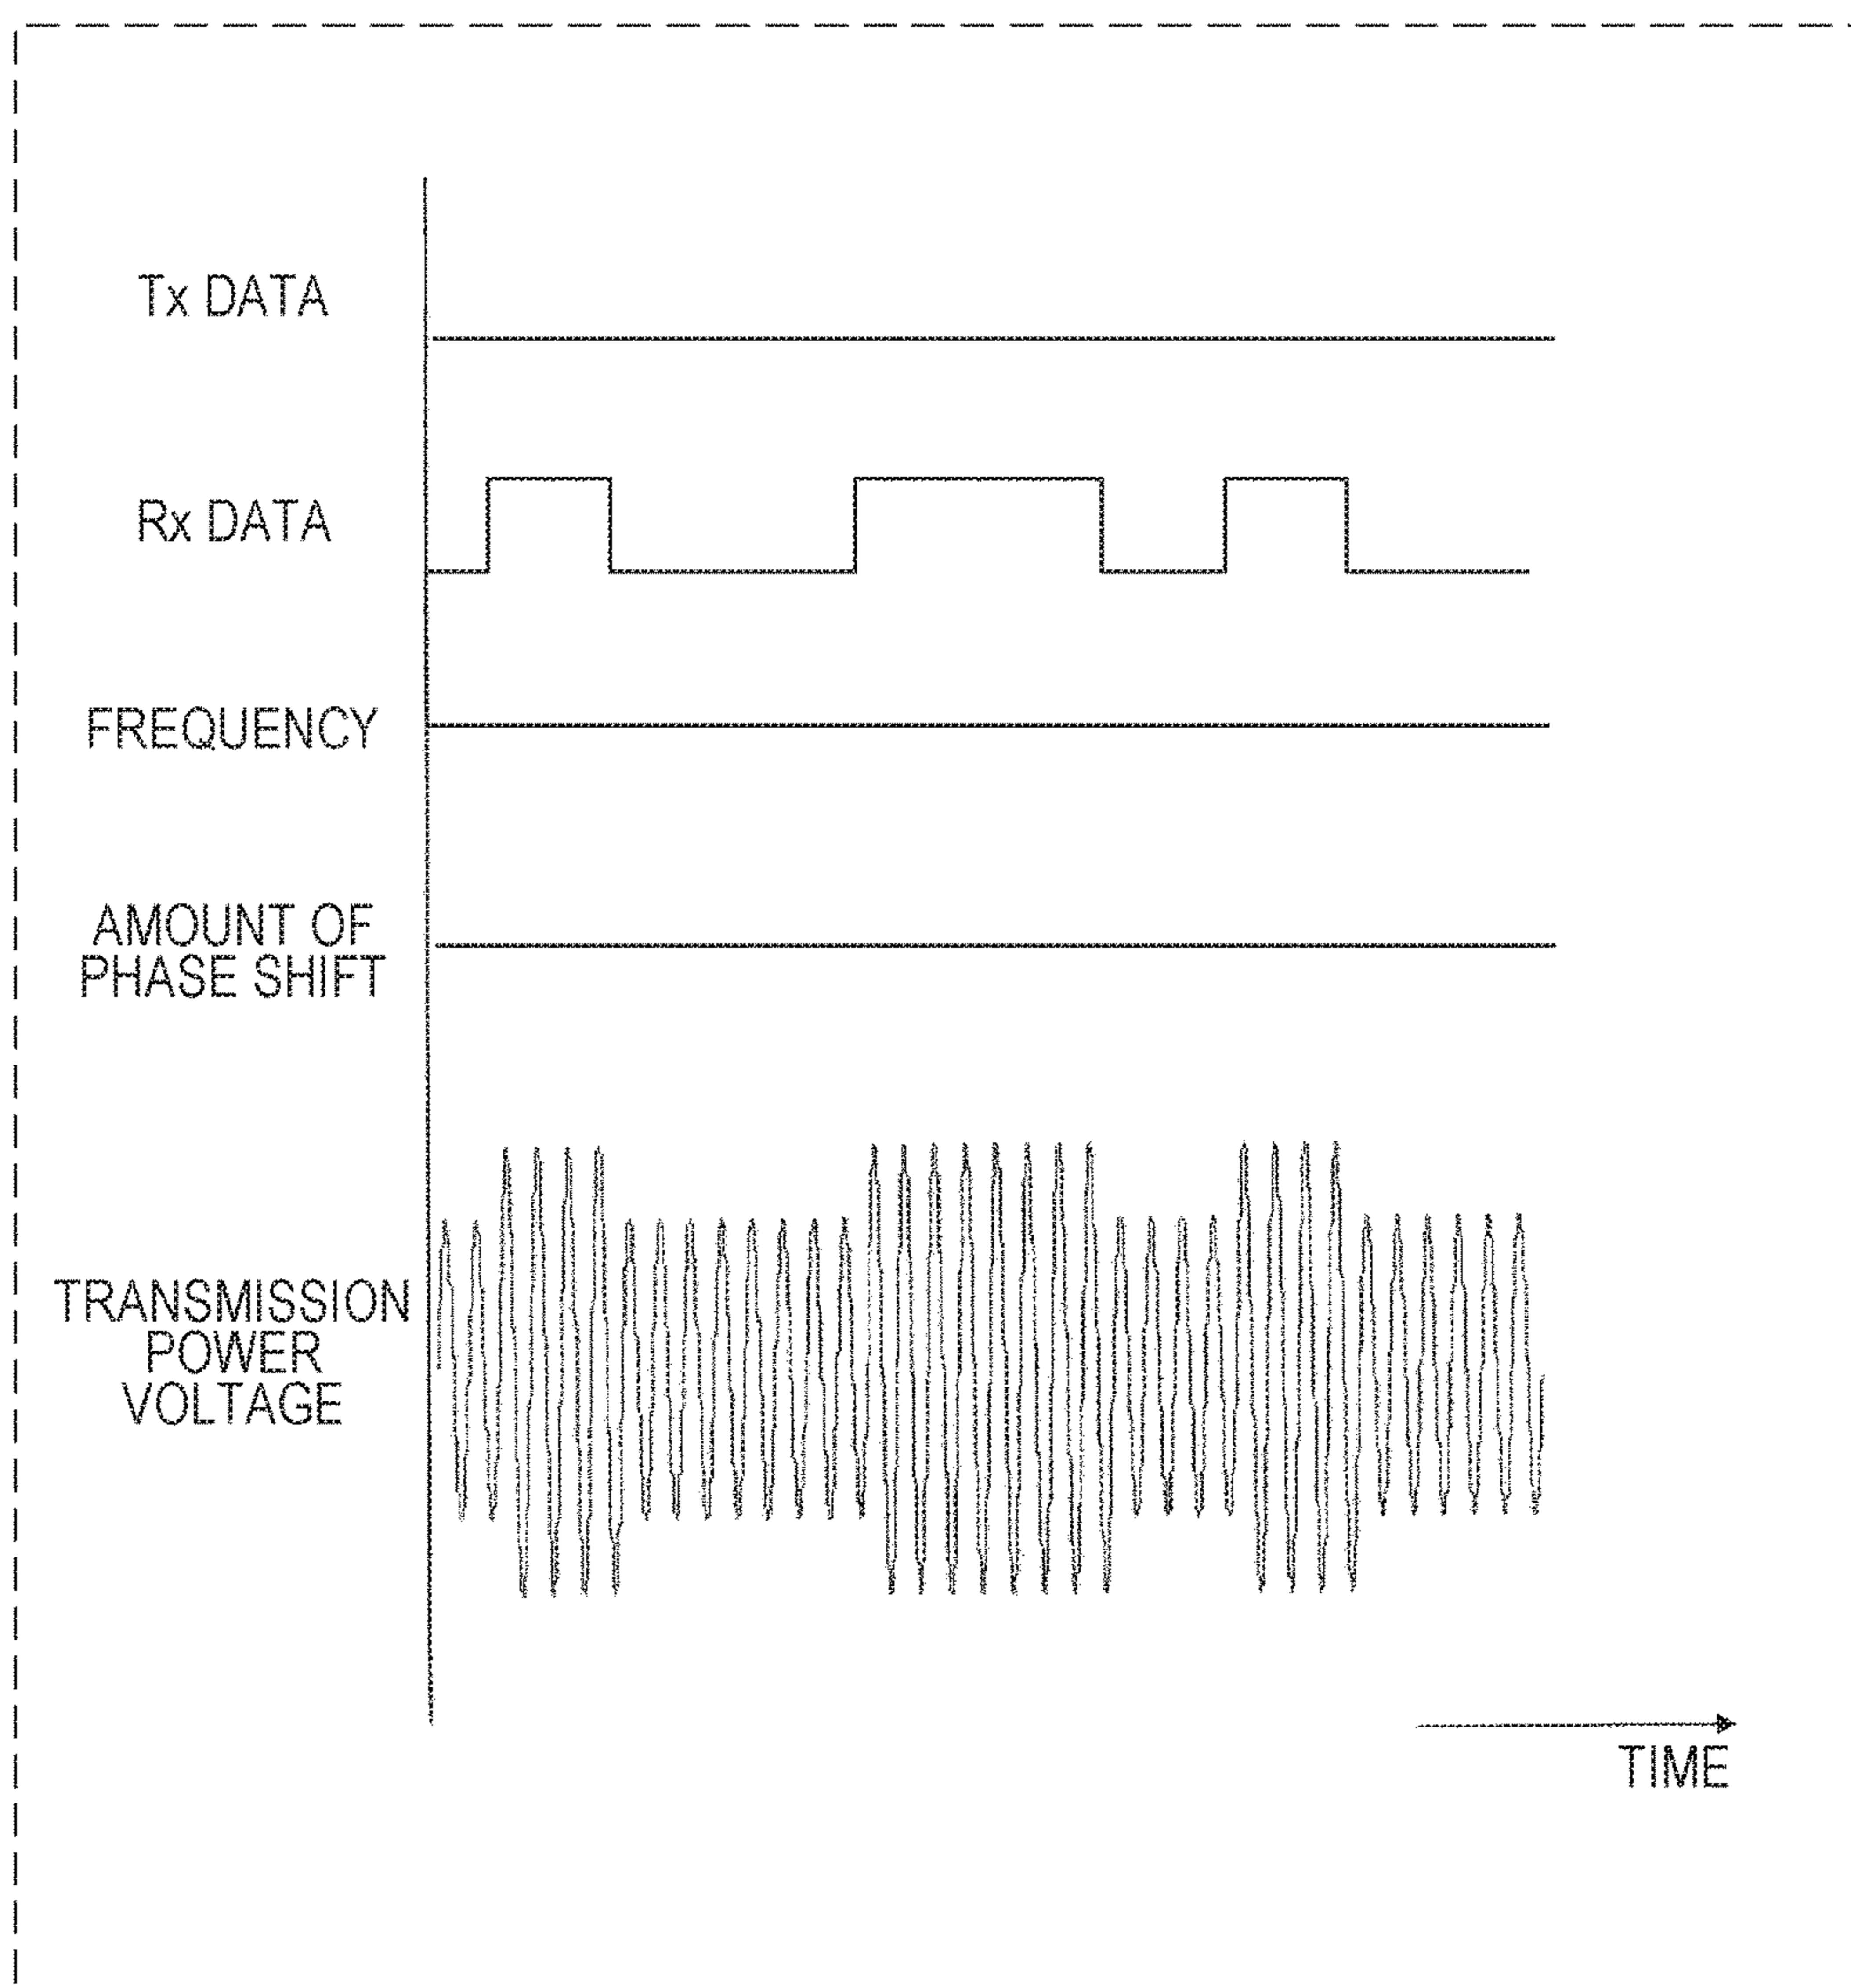 Tx DATA
Rx DATA
FREQUENCY
AMOUNT OF
PHASE SHIFT
TRANSMISSION
POWER
VOLTAGE
TIME